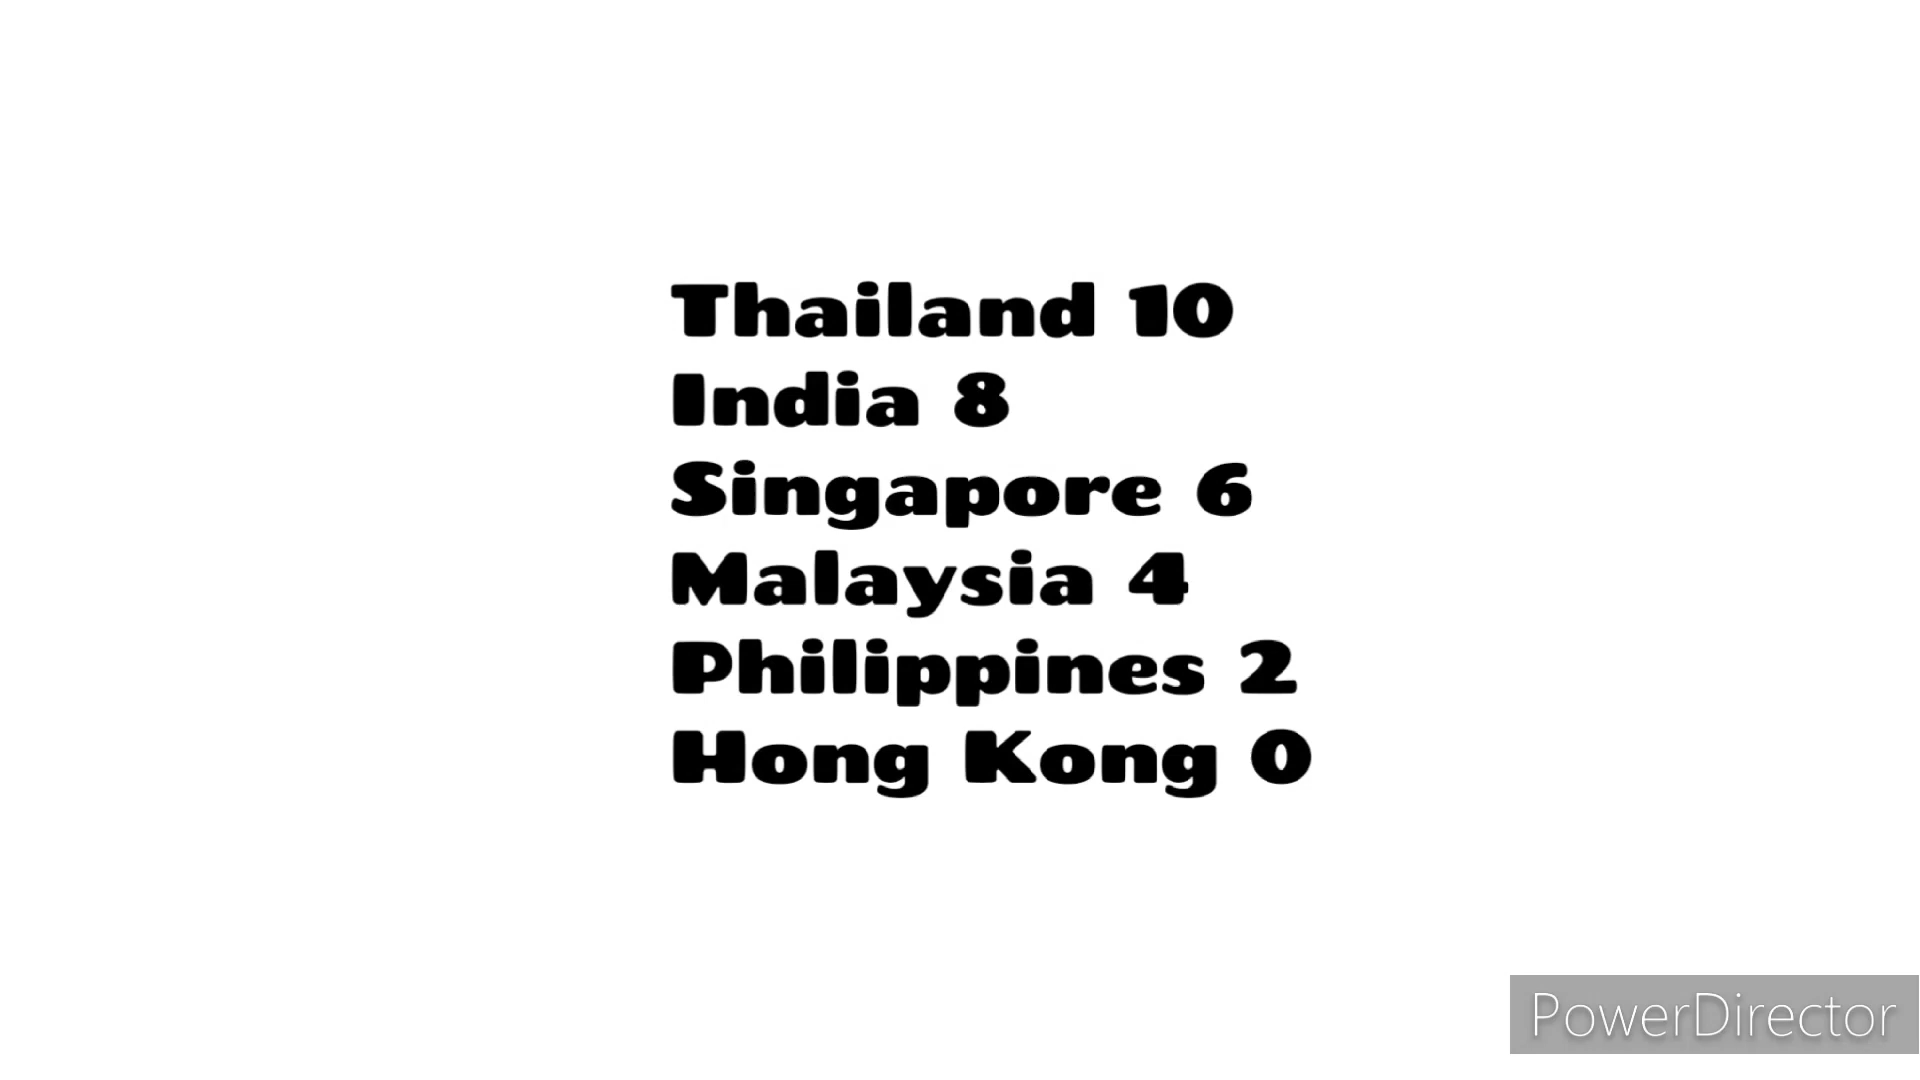 Thailand 10
India 8
Singapore 6
Malaysia 4
Philippines 2
Hong Kong 0
PowerDirector